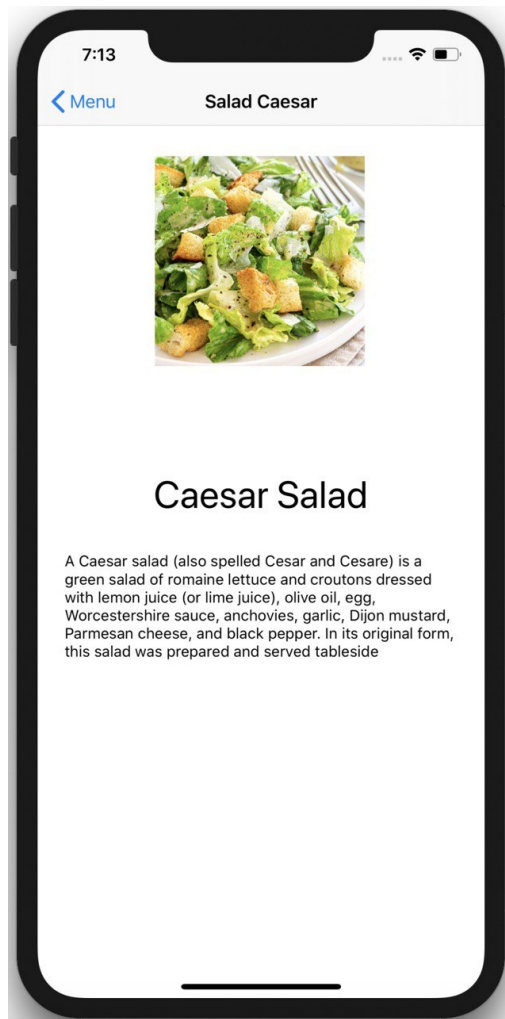 7:13
Menu
Salad Caesar
Caesar Salad
A Caesar salad (also spelled Cesar and Cesare) is a
green salad of romaine lettuce and croutons dressed
with lemon juice (or lime juice), olive oil, egg,
Worcestershire sauce, anchovies, garlic, Dijon mustard,
Parmesan cheese, and black pepper. In its original form,
this salad was prepared and served tableside